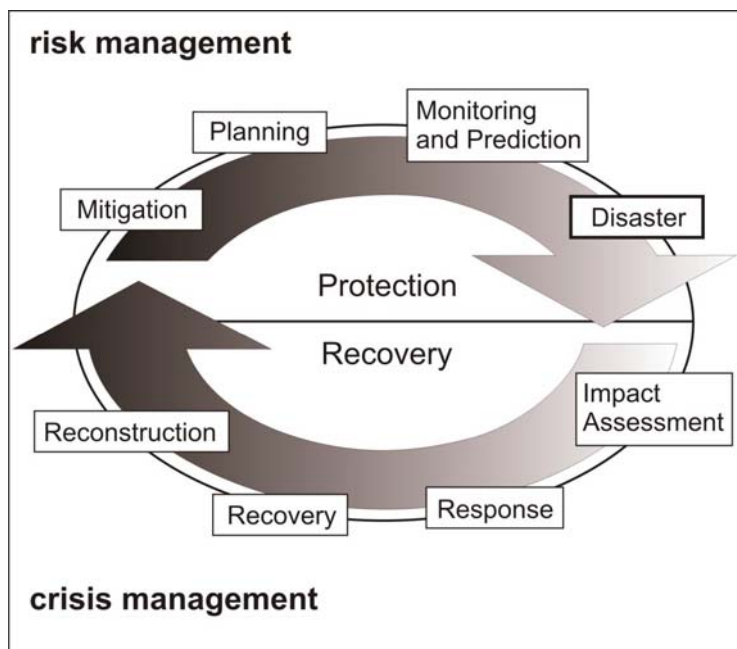 risk management
Monitoring
and Prediction
Planning
Mitigation
Disaster
Protection
Recovery
Impact
Assessment
Reconstruction
Response
Recovery
crisis management